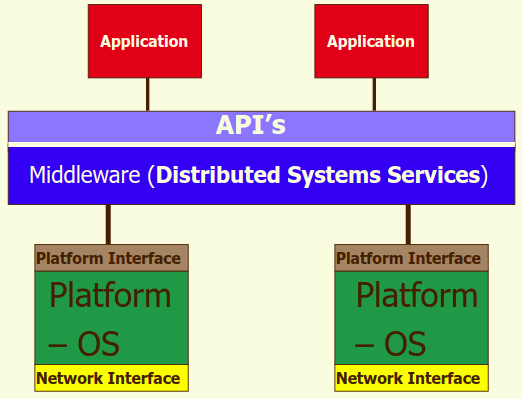 Application Application
API's
Middleware (Distributed Systems Services)
Platform Interface Platform Interface
Platform Platform
– OS – OS
Network Interface Network Interface